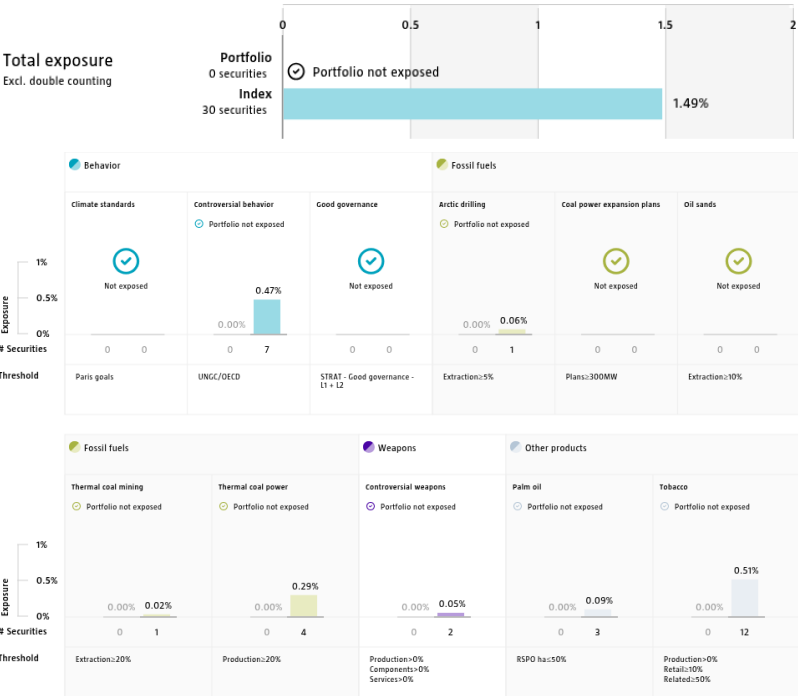 0 0.5 1 1.5 2
Total exposure
Excl. double counting
Portfolio
0 securities
Portfolio not exposed
Index
30 securities
1.49%
Behavior
Fossil fuels
Climate standards
Controversial behavior
Good governance
Arctic drilling
Coal power expansion plans
Oil sands
Portfolio not exposed
Portfolio not exposed
Not exposed
Not exposed
Not exposed
Not exposed
Exposure
1%
0.5%
0%
0.00% 0.47%
0.00% 0.06%
# Securities
0 0
0 7
0 0
0 1
0 0
0 0
Threshold
Paris goals
UNGC/OECD
STRAT - Good governance -
L1 + L2
Extraction≥5%
Plans≥300MW
Extraction≥10%
Fossil fuels
Weapons
Other products
Thermal coal mining
Thermal coal power
Controversial weapons
Palm oil
Tobacco
Portfolio not exposed
Portfolio not exposed
Portfolio not exposed
Portfolio not exposed
Portfolio not exposed
Exposure
1%
0.5%
0%
0.00% 0.02%
0.00% 0.29%
0.00% 0.05%
0.00% 0.09%
0.00% 0.51%
# Securities
0 1
0 4
0 2
0 3
0 12
Threshold
Extraction≥20%
Production≥20%
Production>0%
Components>0%
Services>0%
RSPO ha≤50%
Production>0%
Retail≥10%
Related≥50%